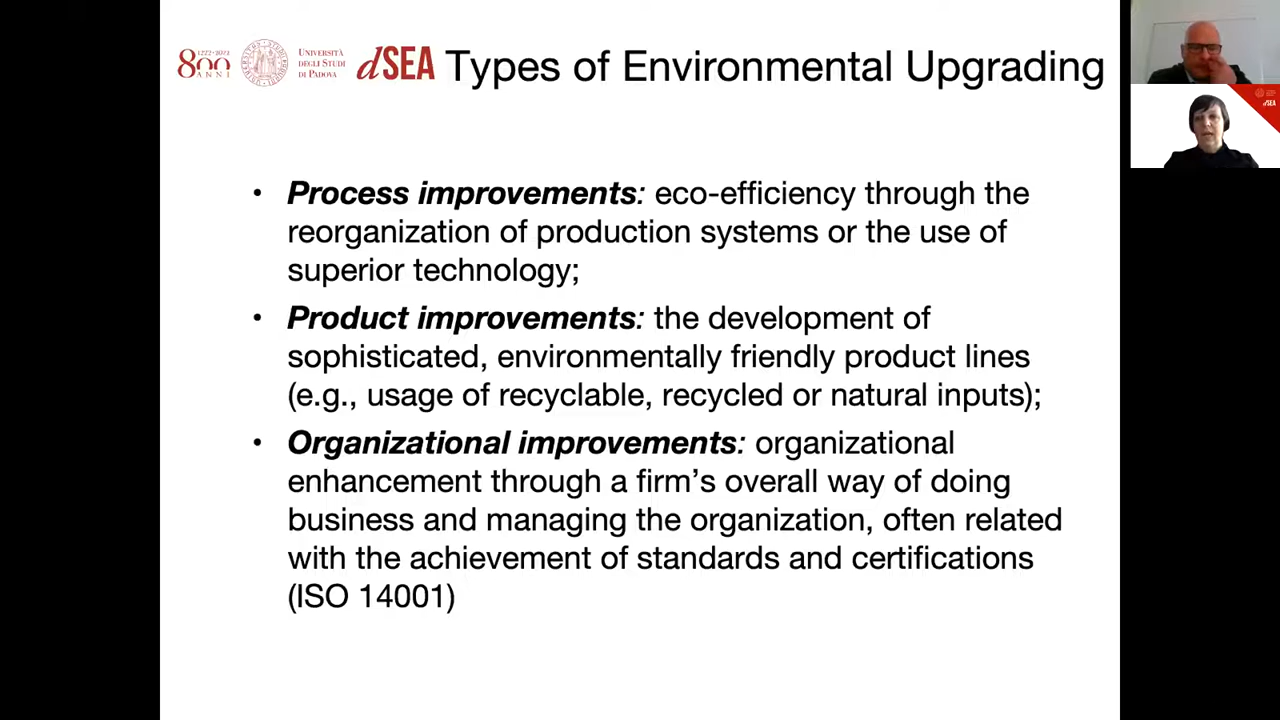 800
1222-2022
ANNI
UNIVERSITÀ
DEGLI STUDI
DI PADOVA
dSEA
Types of Environmental Upgrading
• Process improvements: eco-efficiency through the
reorganization of production systems or the use of
superior technology;
• Product improvements: the development of
sophisticated, environmentally friendly product lines
(e.g., usage of recyclable, recycled or natural inputs);
• Organizational improvements: organizational
enhancement through a firm’s overall way of doing
business and managing the organization, often related
with the achievement of standards and certifications
(ISO 14001)
dSEA